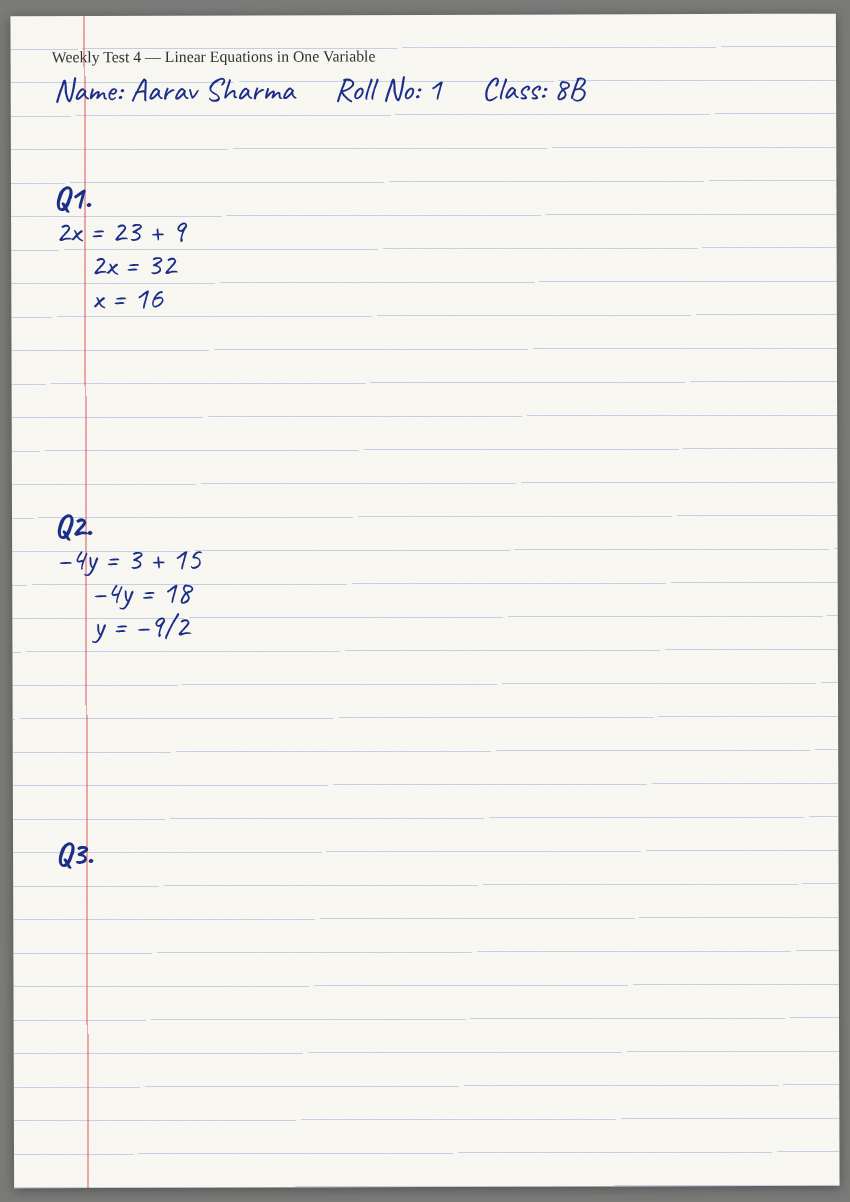 Weekly Test 4 — Linear Equations in One Variable
Name: Aarav Sharma Roll No: 1 Class: 8B
Q1.
2x = 23 + 9
2x = 32
x = 16
Q2.
–4y = 3 + 15
–4y = 18
y = –9/2
Q3.